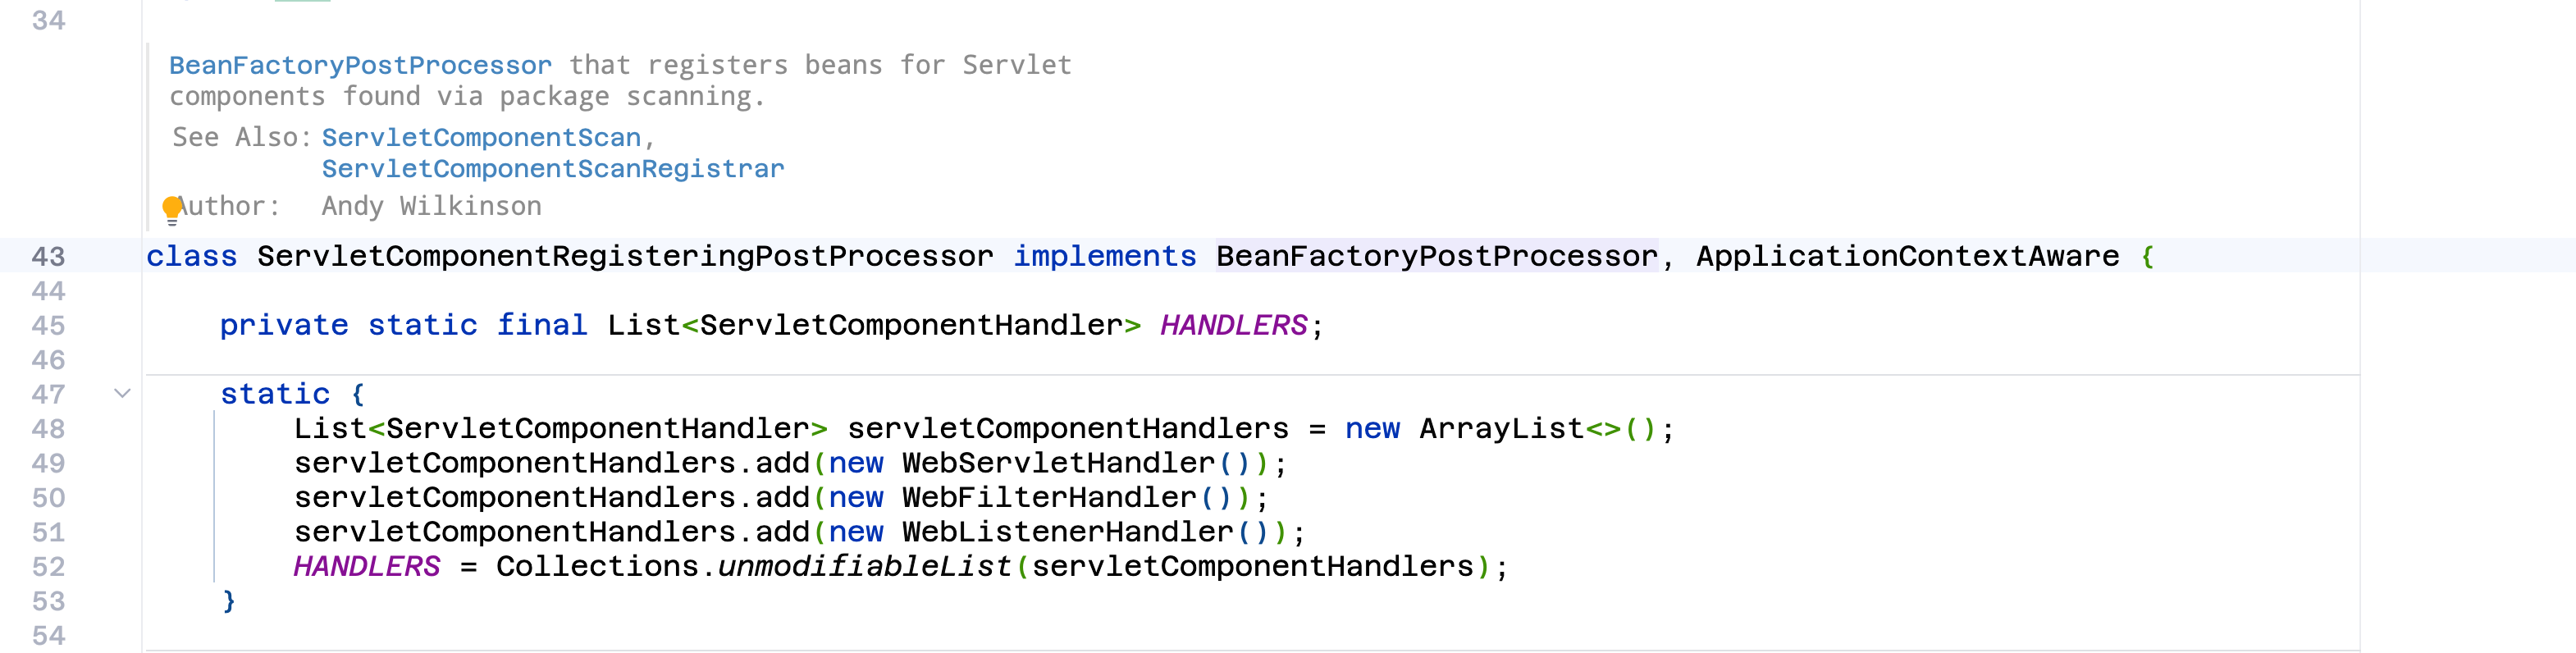 34
BeanFactoryPostProcessor that registers beans for Servlet
components found via package scanning.
See Also: ServletComponentScan,
ServletComponentScanRegistrar
Author: Andy Wilkinson
43 class ServletComponentRegisteringPostProcessor implements BeanFactoryPostProcessor, ApplicationContextAware {
44
45 private static final List<ServletComponentHandler> HANDLERS;
46
47 static {
48 List<ServletComponentHandler> servletComponentHandlers = new ArrayList<>();
49 servletComponentHandlers.add(new WebServletHandler());
50 servletComponentHandlers.add(new WebFilterHandler());
51 servletComponentHandlers.add(new WebListenerHandler());
52 HANDLERS = Collections.unmodifiableList(servletComponentHandlers);
53 }
54